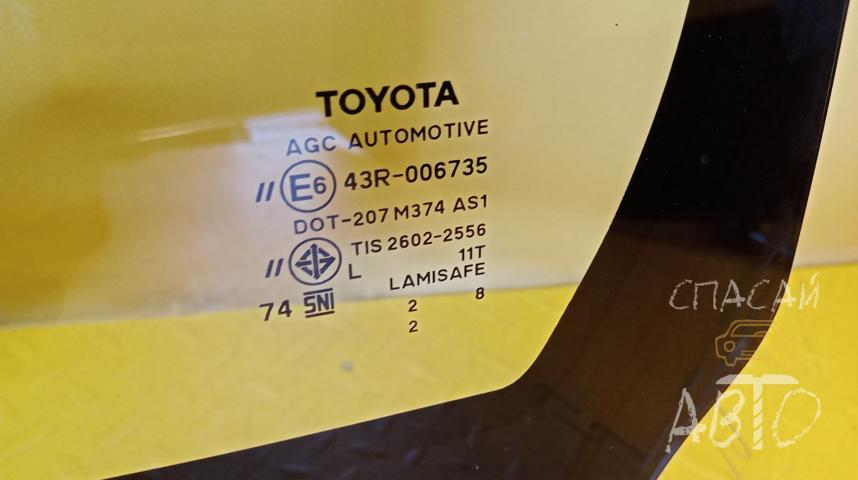 TOYOTA
AGC AUTOMOTIVE
// E6 43R-006735
DOT-207 M374 AS1
// TIS 2602-2556
L 11T
LAMISAFE
74 SNI 2 8
2
СПАСАЙ
АВТО